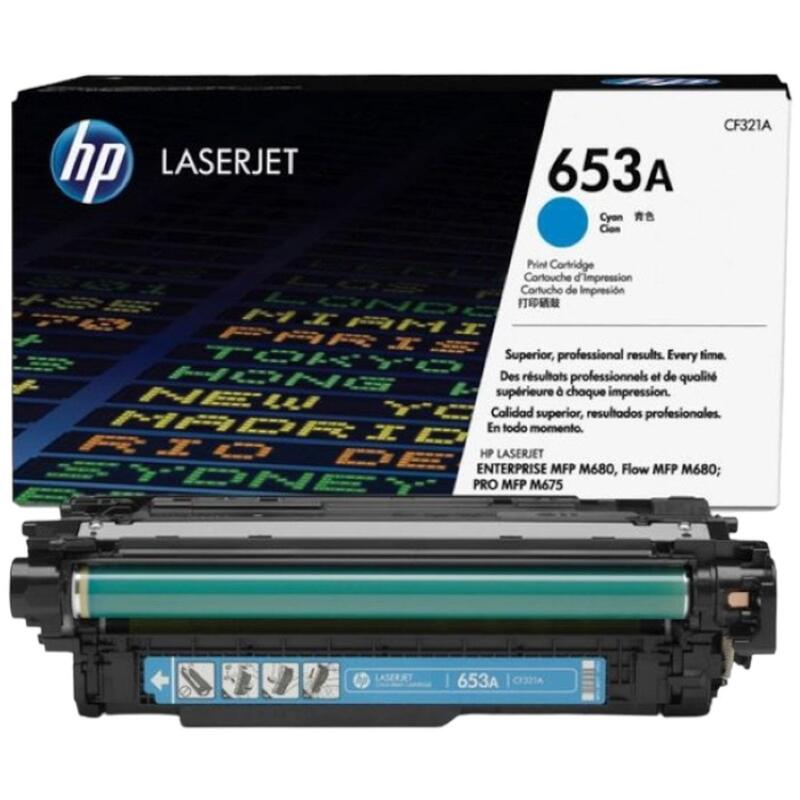 hp
CF321A
hp LASERJET
653A
Cyan 青色
Cian
Print Cartridge
Cartouche d'Impression
Cartucho de Impresión
打印硒鼓
LONDO
MIAMI
PARIS
TOKYO
HONG K
NEW YO
MADRID
RIO DE
SYDNEY
Superior, professional results. Every time.
Des résultats professionnels et de qualité
supérieure à chaque impression.
Calidad superior, resultados profesionales.
En todo momento.
HP LASERJET
ENTERPRISE MFP M680, Flow MFP M680;
PRO MFP M675
hp LASERJET 653A CF321A